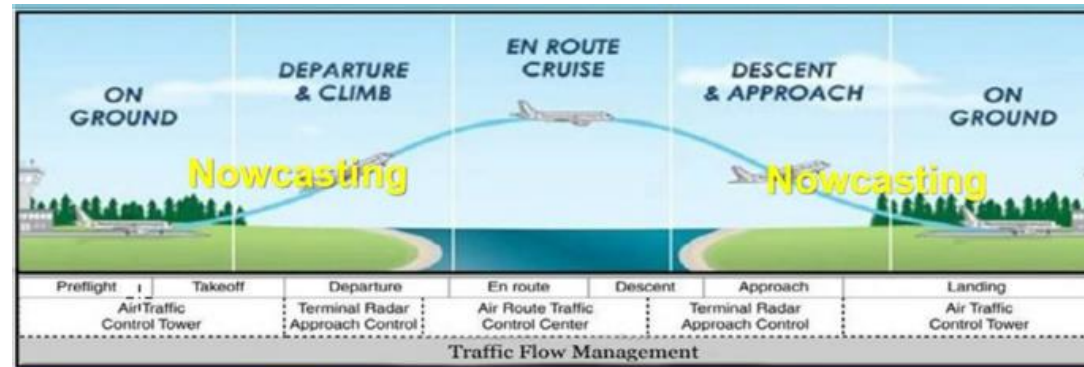 ON
GROUND
DEPARTURE
& CLIMB
EN ROUTE
CRUISE
DESCENT
& APPROACH
ON
GROUND
Nowcasting
Nowcasting
Preflight
Takeoff
Departure
En route
Descent
Approach
Landing
Air Traffic
Control Tower
Terminal Radar
Approach Control
Air Route Traffic
Control Center
Terminal Radar
Approach Control
Air Traffic
Control Tower
Traffic Flow Management